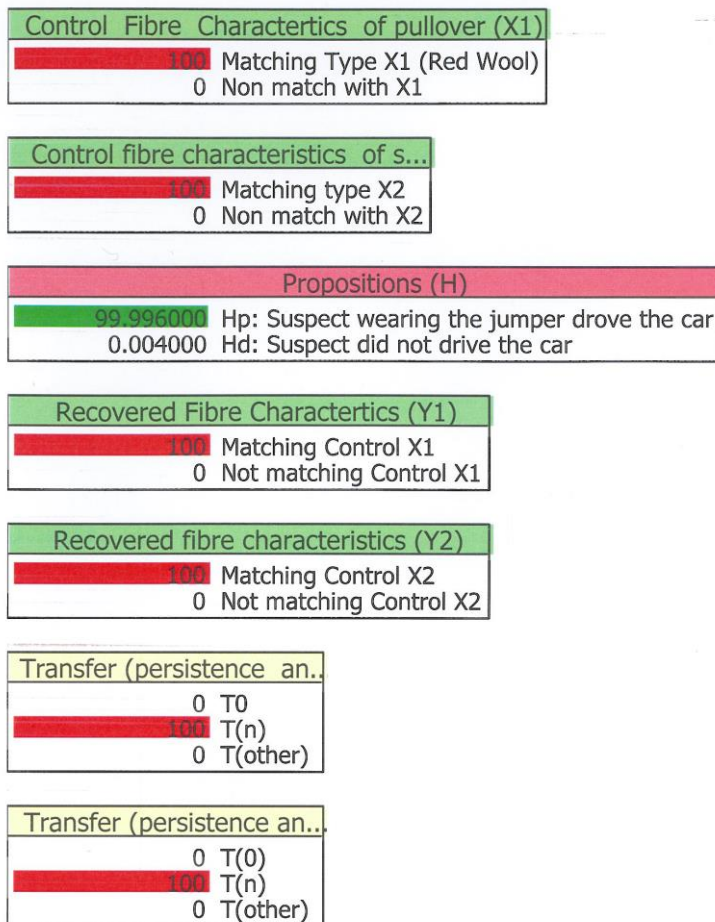 Control Fibre Charactertics of pullover (X1)
100 Matching Type X1 (Red Wool)
0 Non match with X1
Control fibre characteristics of s...
100 Matching type X2
0 Non match with X2
Propositions (H)
99.996000 Hp: Suspect wearing the jumper drove the car
0.004000 Hd: Suspect did not drive the car
Recovered Fibre Charactertics (Y1)
100 Matching Control X1
0 Not matching Control X1
Recovered fibre characteristics (Y2)
100 Matching Control X2
0 Not matching Control X2
Transfer (persistence an..
0 T0
100 T(n)
0 T(other)
Transfer (persistence an...
0 T(0)
100 T(n)
0 T(other)